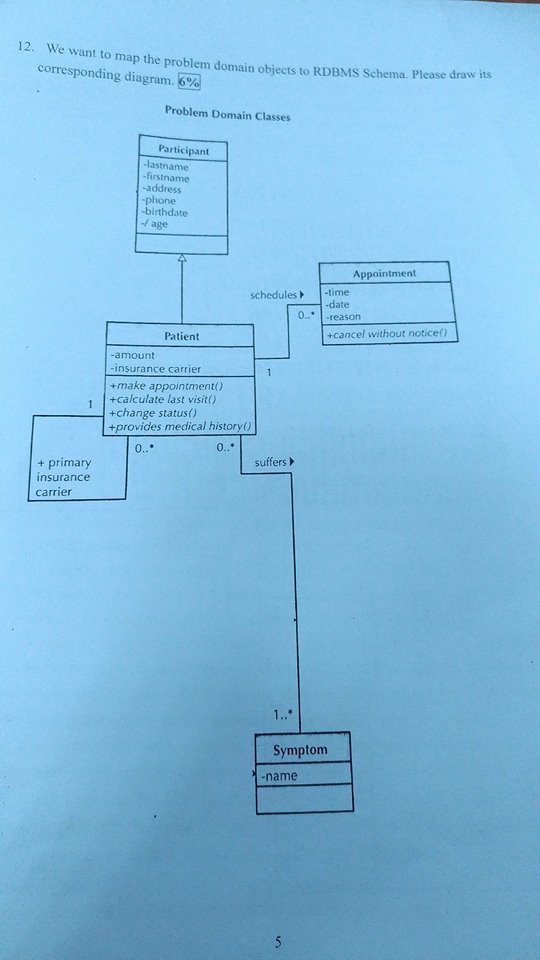 12. We want to map the problem domain objects to RDBMS Schema. Please draw its
corresponding diagram. 6%
Problem Domain Classes
Participant
-lastname
-firstname
-address
-phone
-birthdate
-/ age
Appointment
-time
-date
-reason
+cancel without notice()
schedules
0..*
1
Patient
-amount
-insurance carrier
+make appointment()
+calculate last visit()
+change status()
+provides medical history()
1
0..*
0..*
+ primary
insurance
carrier
suffers
1..*
Symptom
-name
5